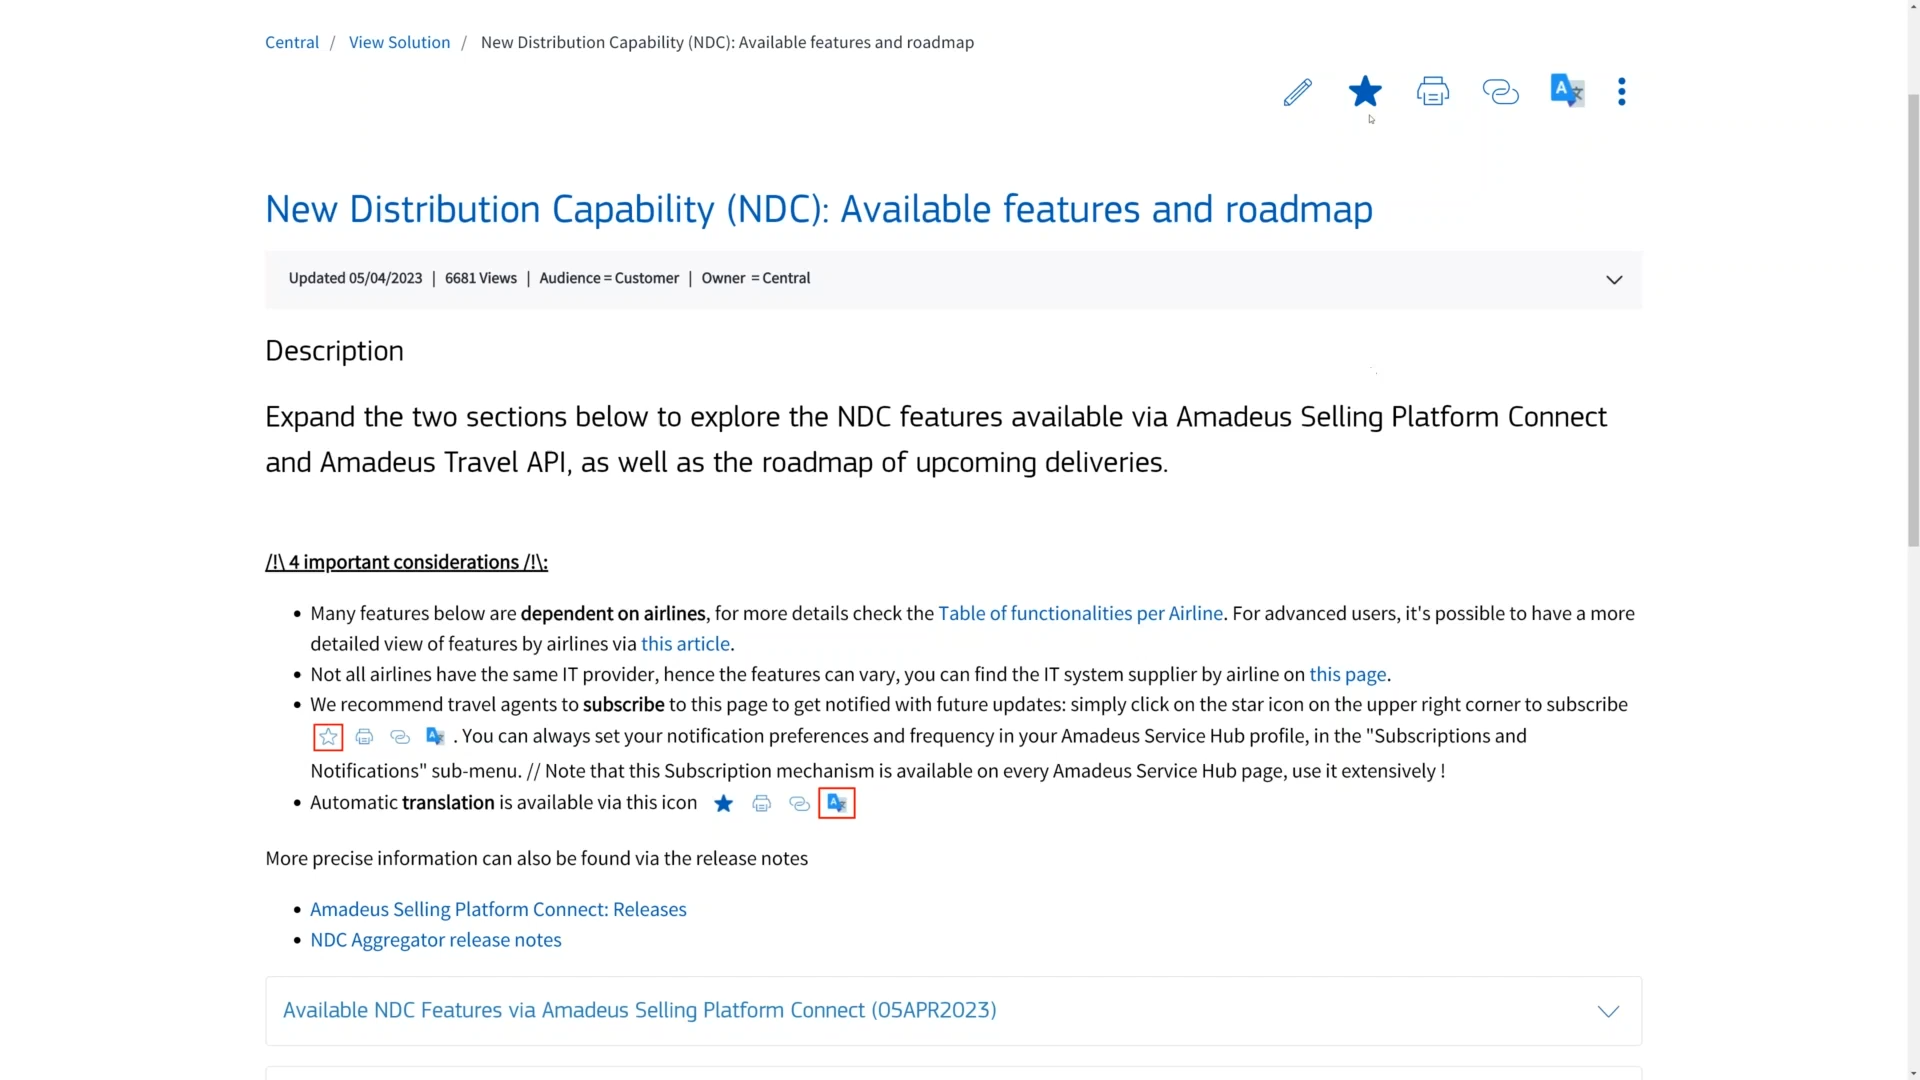 Central / View Solution / New Distribution Capability (NDC): Available features and roadmap
New Distribution Capability (NDC): Available features and roadmap
Updated 05/04/2023 | 6681 Views | Audience = Customer | Owner = Central
Description
Expand the two sections below to explore the NDC features available via Amadeus Selling Platform Connect
and Amadeus Travel API, as well as the roadmap of upcoming deliveries.
/!\ 4 important considerations /!\:
• Many features below are dependent on airlines, for more details check the Table of functionalities per Airline. For advanced users, it's possible to have a more
detailed view of features by airlines via this article.
• Not all airlines have the same IT provider, hence the features can vary, you can find the IT system supplier by airline on this page.
• We recommend travel agents to subscribe to this page to get notified with future updates: simply click on the star icon on the upper right corner to subscribe
. You can always set your notification preferences and frequency in your Amadeus Service Hub profile, in the "Subscriptions and
Notifications" sub-menu. // Note that this Subscription mechanism is available on every Amadeus Service Hub page, use it extensively !
• Automatic translation is available via this icon
More precise information can also be found via the release notes
• Amadeus Selling Platform Connect: Releases
• NDC Aggregator release notes
Available NDC Features via Amadeus Selling Platform Connect (05APR2023)